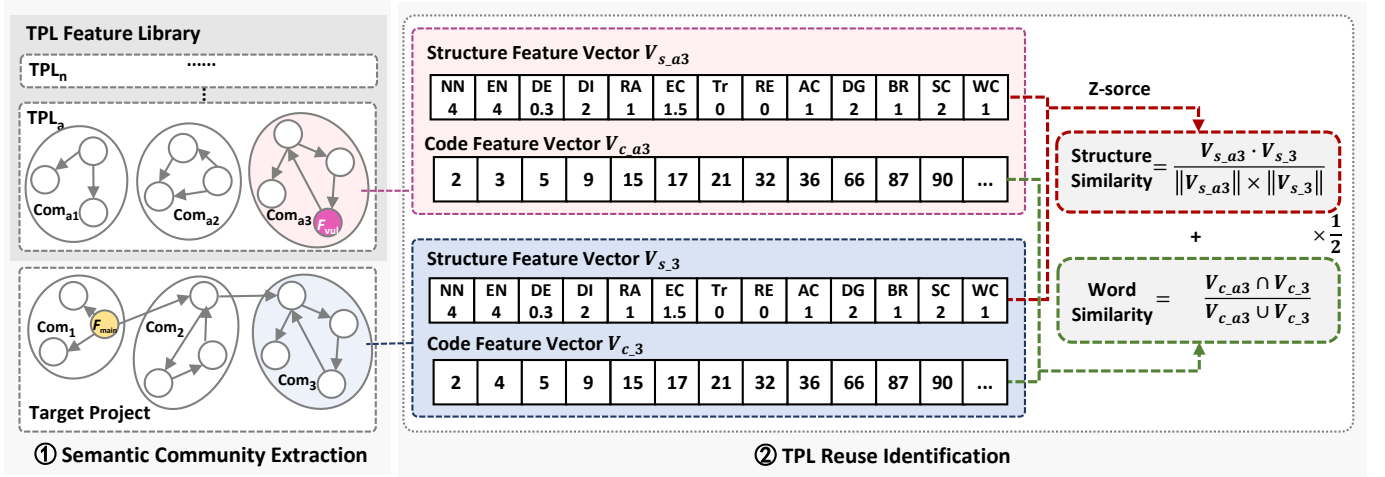 TPL Feature Library
TPLn
......
TPLa
Coma1
Coma2
Coma3
Fvul
Com1
Fmain
Com2
Com3
Target Project
① Semantic Community Extraction
Structure Feature Vector Vs_a3
NN EN DE DI RA EC Tr RE AC DG BR SC WC
4 4 0.3 2 1 1.5 0 0 1 2 1 2 1
Code Feature Vector Vc_a3
2 3 5 9 15 17 21 32 36 66 87 90 ...
Structure Feature Vector Vs_3
NN EN DE DI RA EC Tr RE AC DG BR SC WC
4 4 0.3 2 1 1.5 0 0 1 2 1 2 1
Code Feature Vector Vc_3
2 4 5 9 15 17 21 32 36 66 87 90 ...
Z-sorce
Structure Similarity = Vs_a3 · Vs_3 / ‖Vs_a3‖ × ‖Vs_3‖
+ × 1/2
Word Similarity = Vc_a3 ∩ Vc_3 / Vc_a3 ∪ Vc_3
② TPL Reuse Identification